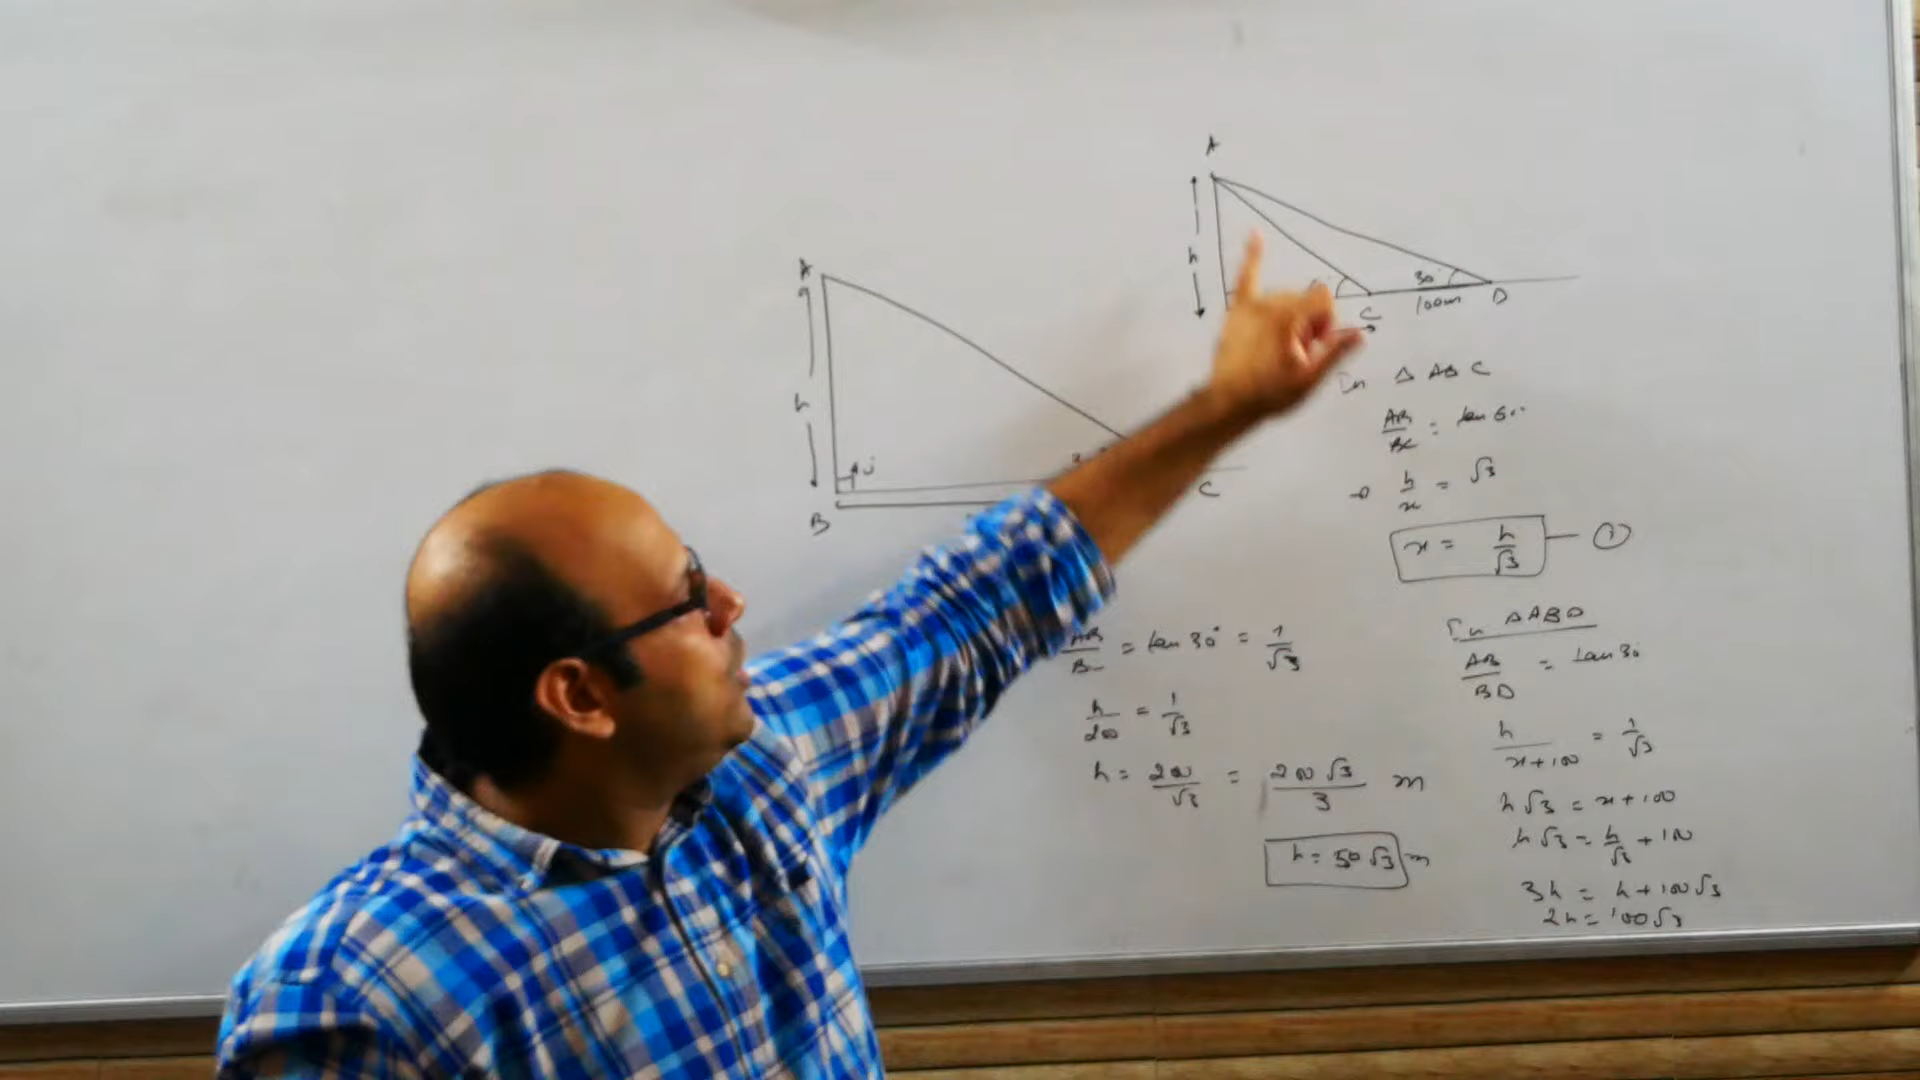 A
h
B
C
A
h
30°
100m
C
D
AB/B = tan 30° = 1/√3
h/200 = 1/√3
h = 200/√3 = 200√3/3 m
h = 50√3 m
In Δ ABC
AB/BC = tan 60°
⇒ h/x = √3
x = h/√3 — ①
In ΔABD
AB/BD = tan 30°
h/x+100 = 1/√3
h√3 = x+100
h√3 = h/√3 + 100
3h = h+100√3
2h = 100√3